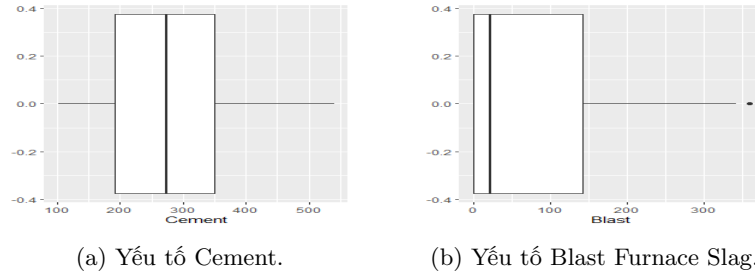 0.4
0.2
0.0
-0.2
-0.4
100 200 300 400 500
Cement
0.4
0.2
0.0
-0.2
-0.4
0 100 200 300
Blast
(a) Yếu tố Cement.
(b) Yếu tố Blast Furnace Slag.